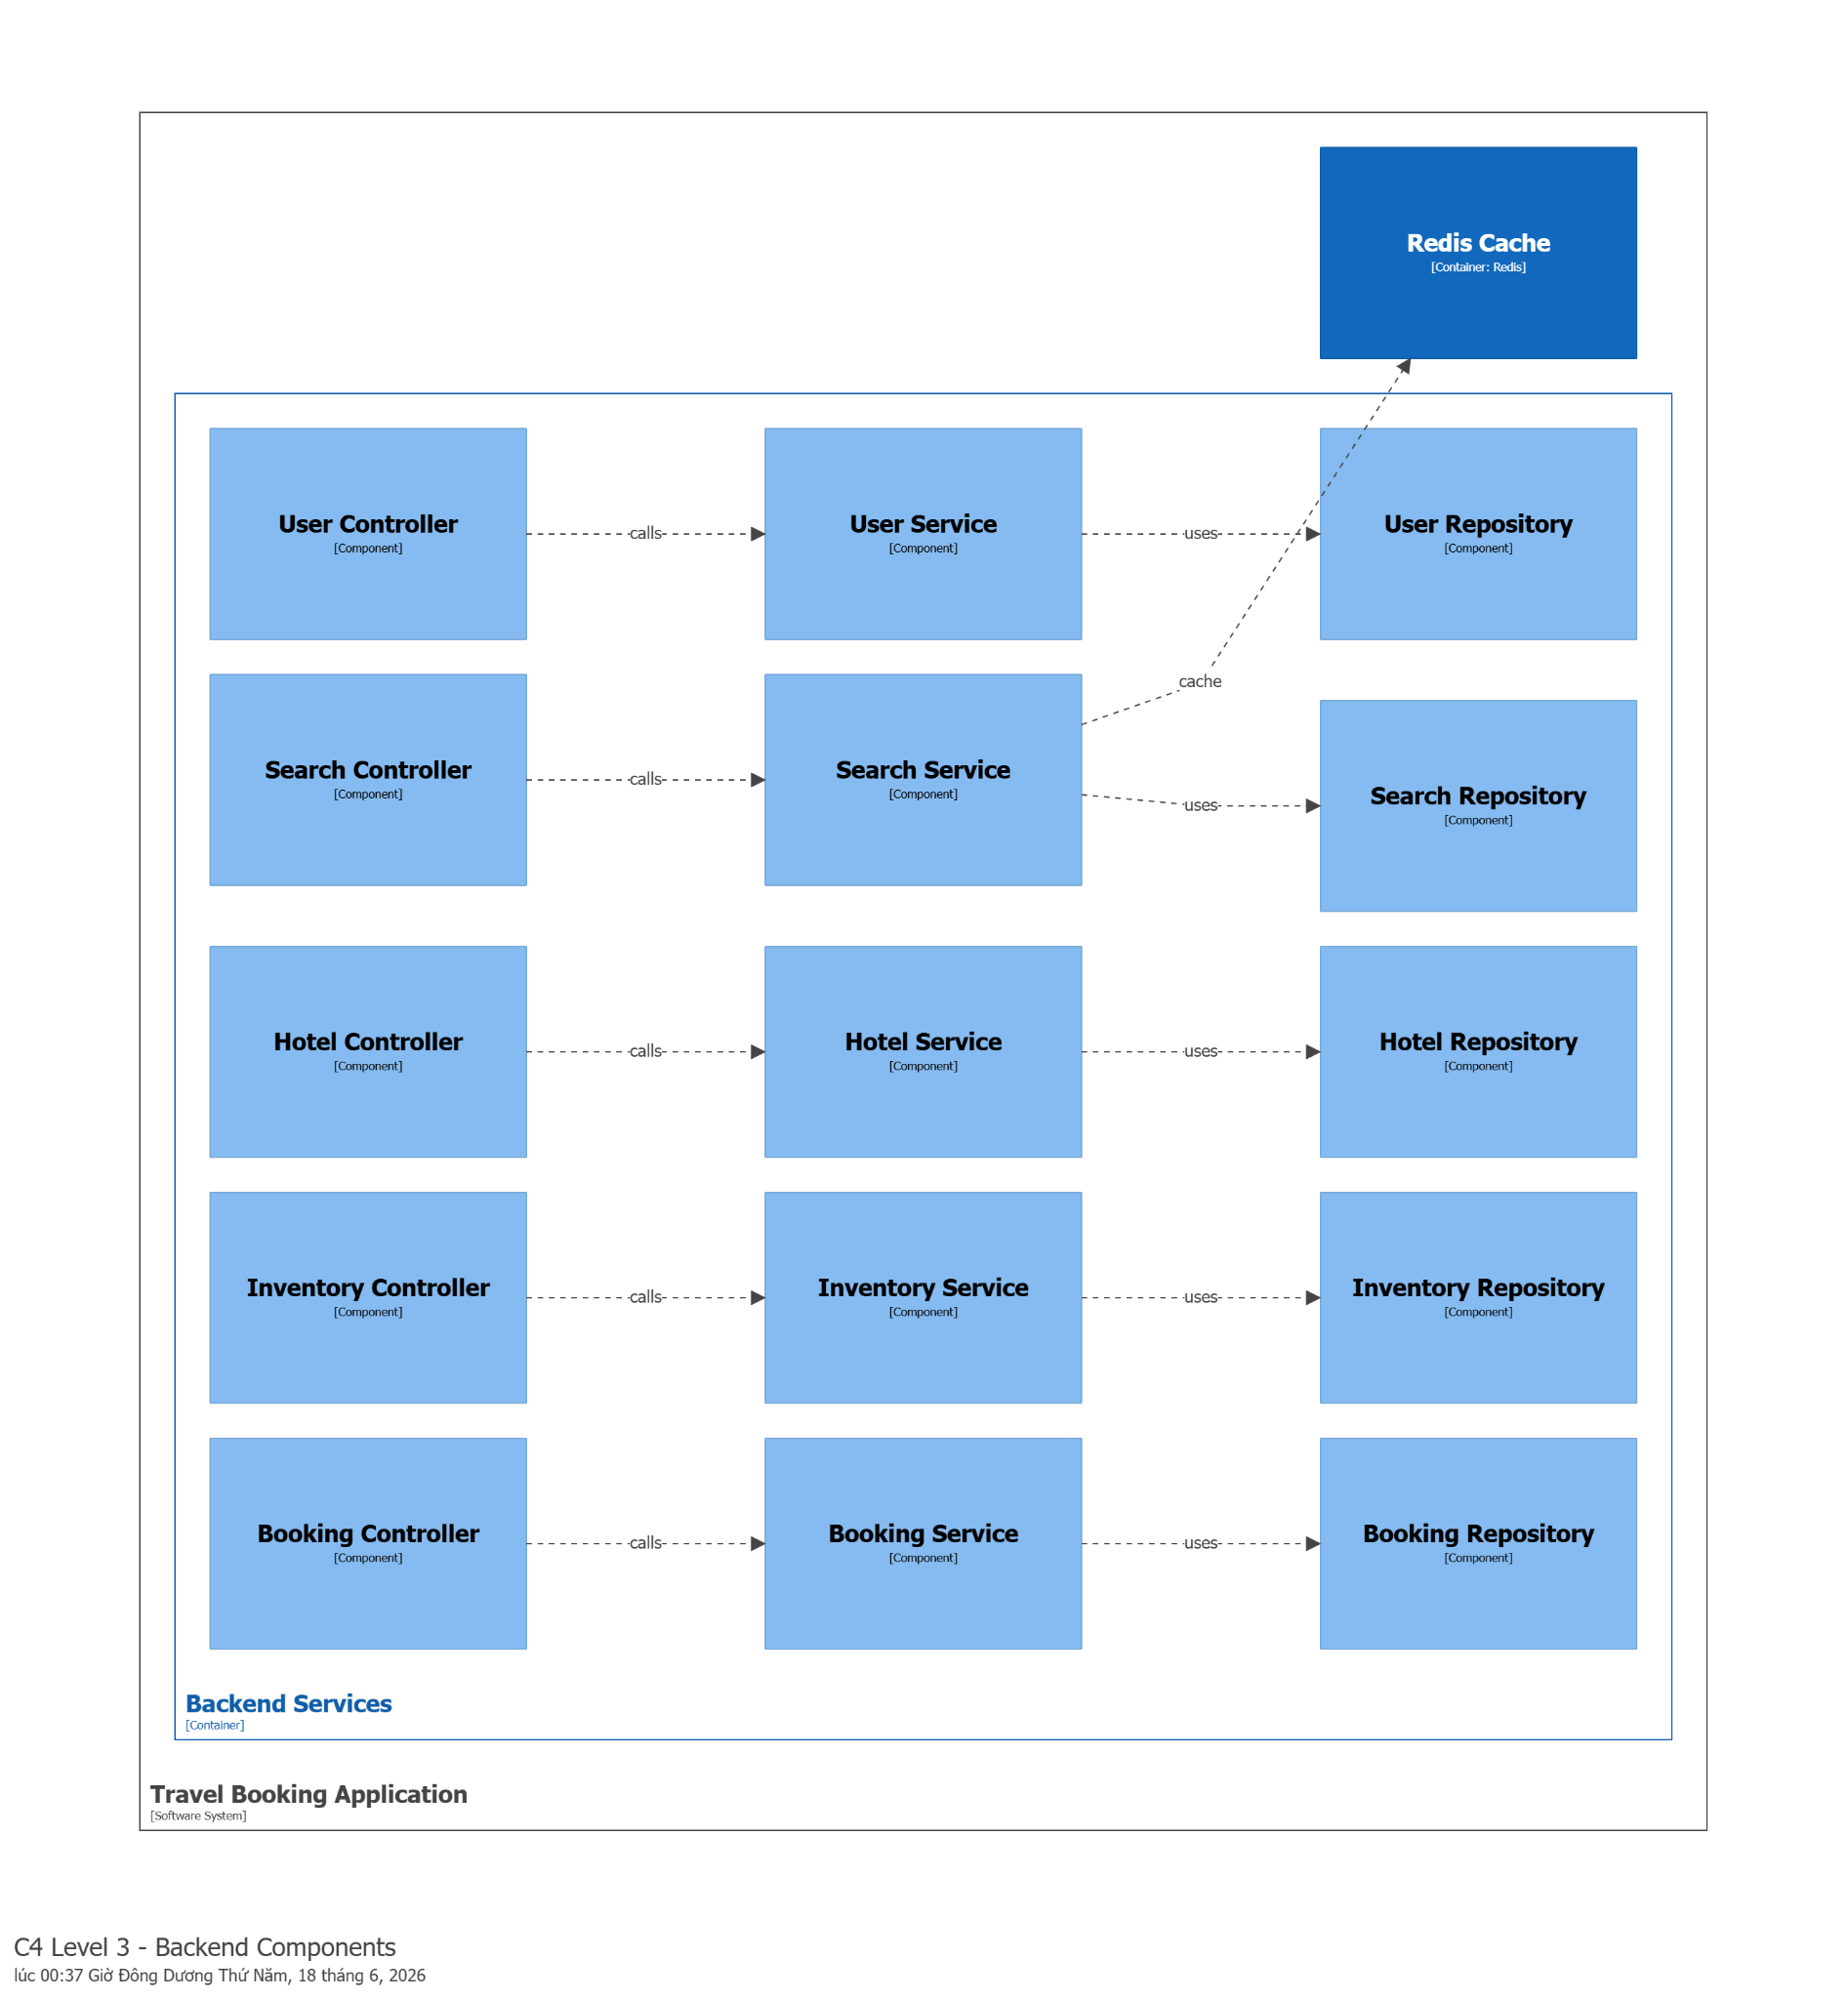 Redis Cache
[Container: Redis]
User Controller
[Component]
calls
User Service
[Component]
uses
User Repository
[Component]
cache
Search Controller
[Component]
calls
Search Service
[Component]
uses
Search Repository
[Component]
Hotel Controller
[Component]
calls
Hotel Service
[Component]
uses
Hotel Repository
[Component]
Inventory Controller
[Component]
calls
Inventory Service
[Component]
uses
Inventory Repository
[Component]
Booking Controller
[Component]
calls
Booking Service
[Component]
uses
Booking Repository
[Component]
Backend Services
[Container]
Travel Booking Application
[Software System]
C4 Level 3 - Backend Components
lúc 00:37 Giờ Đông Dương Thứ Năm, 18 tháng 6, 2026